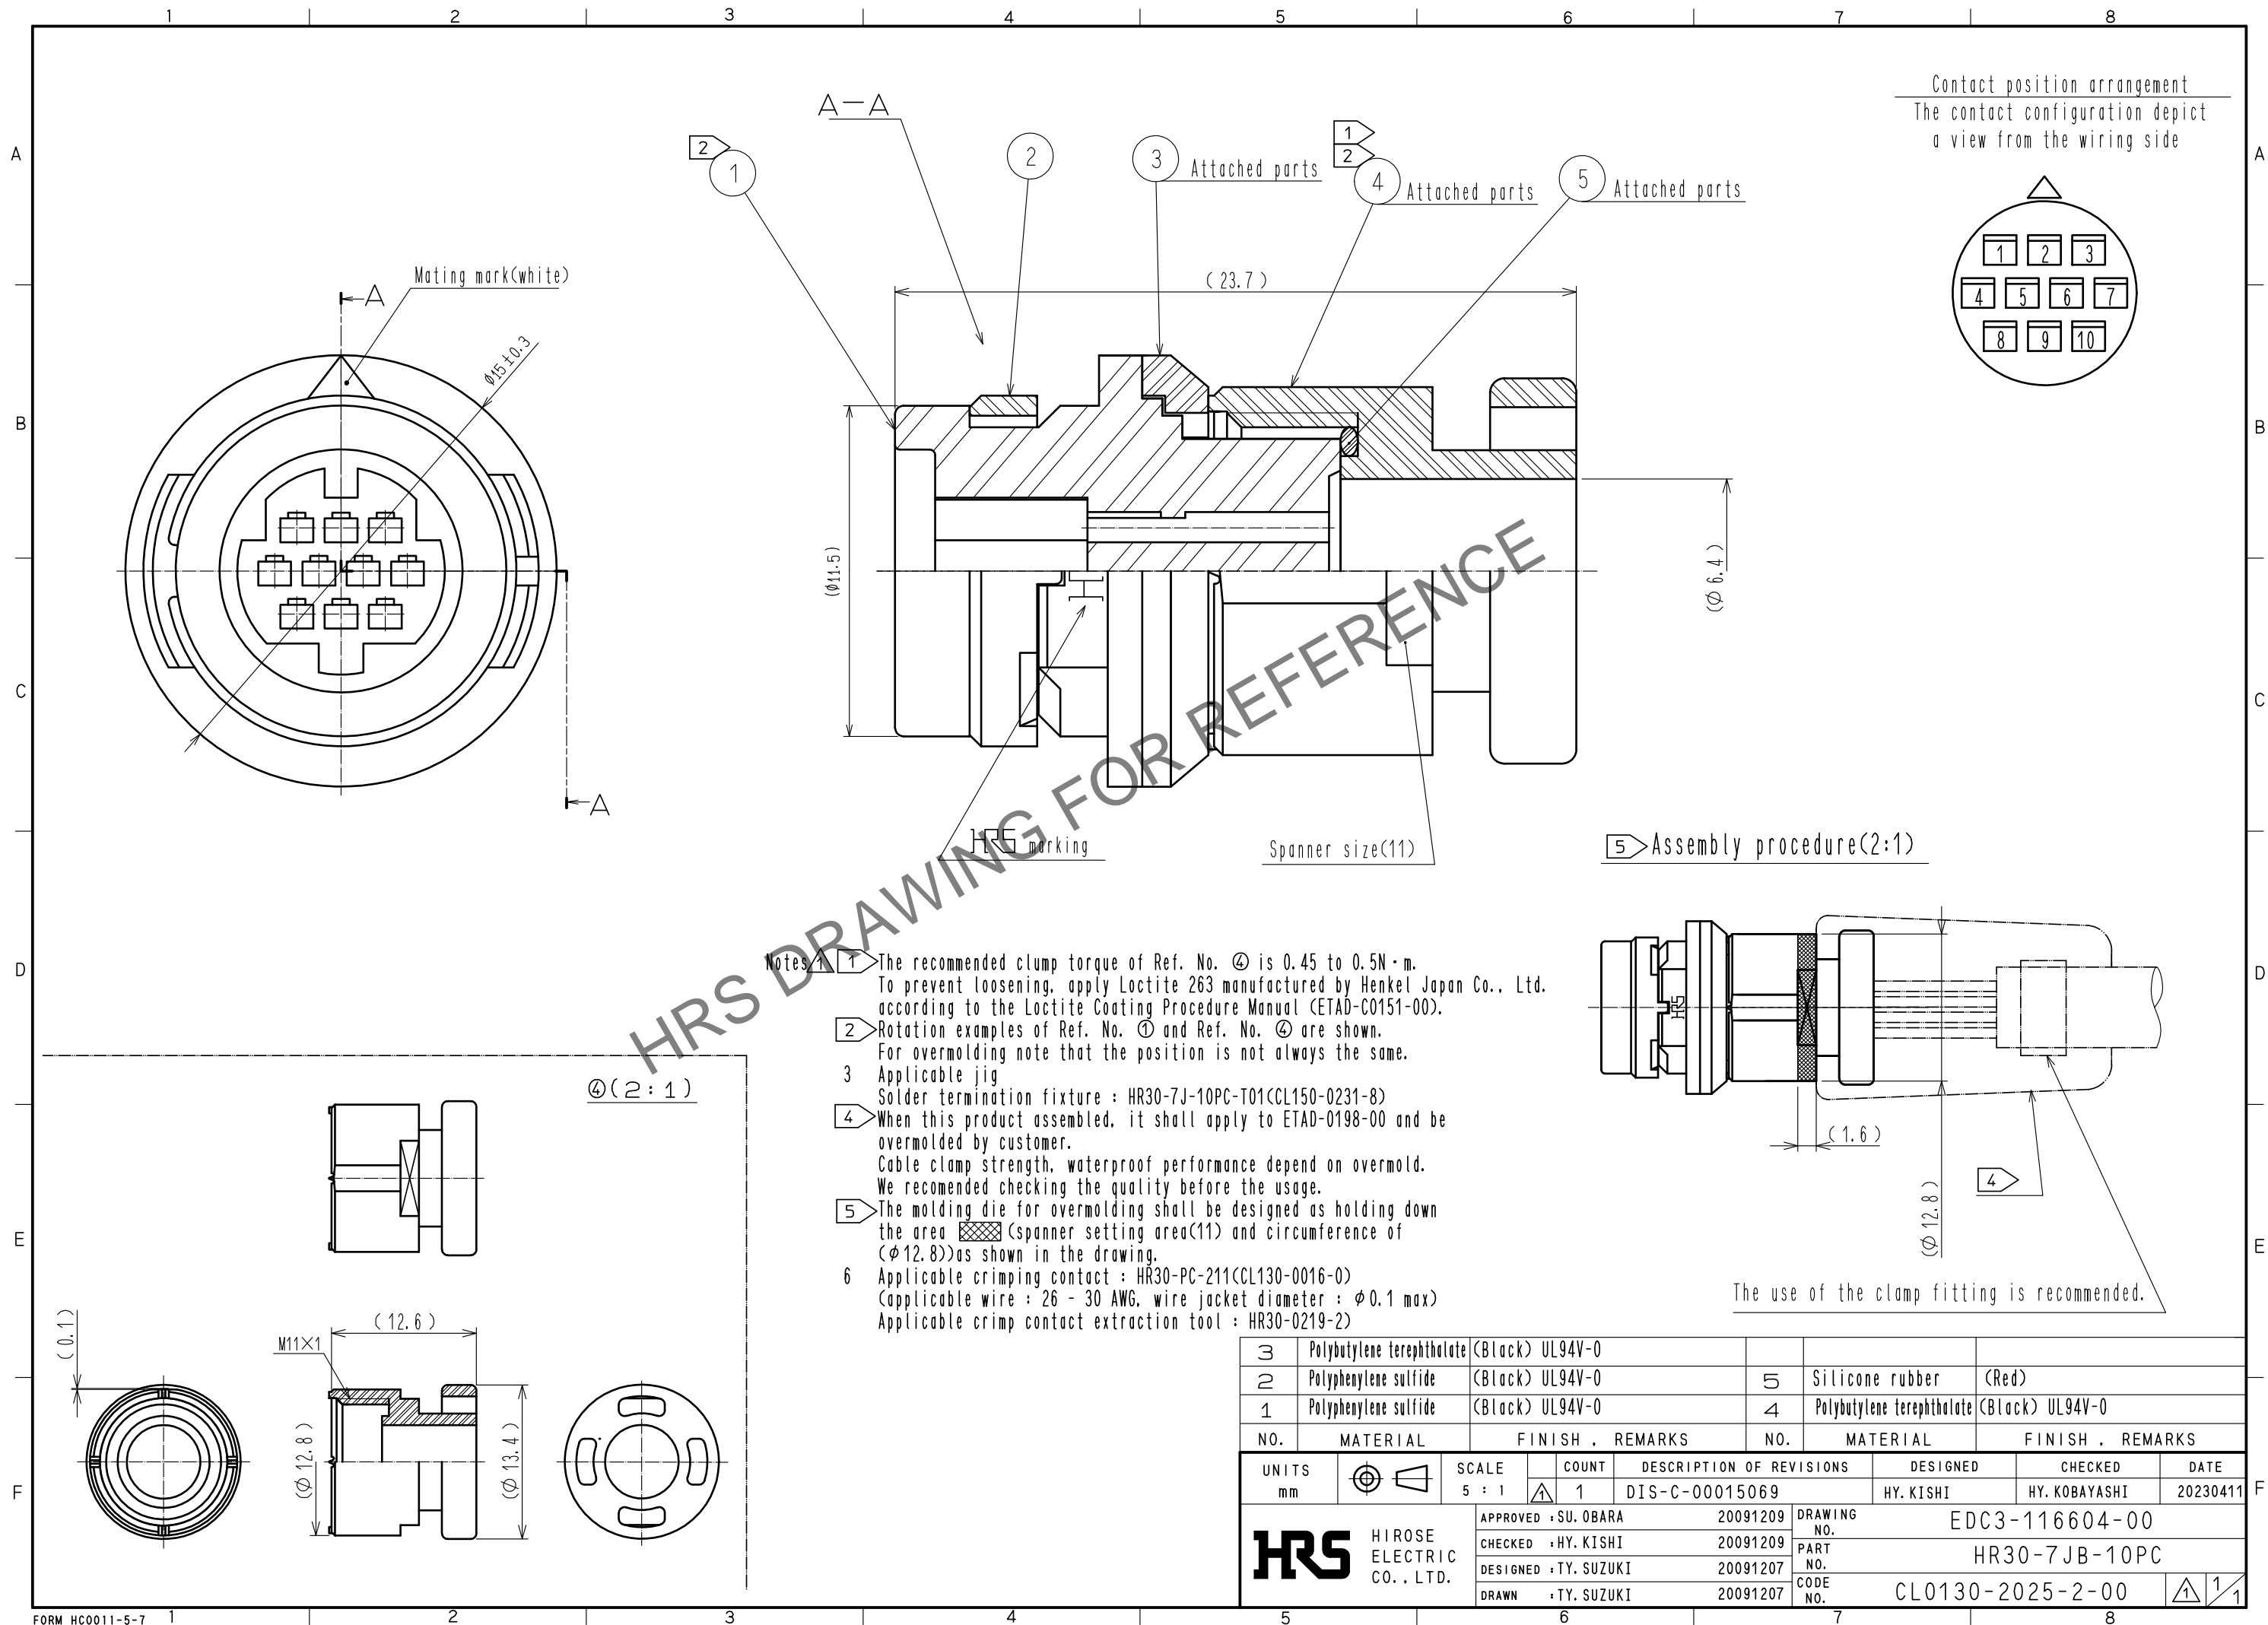 1 2 3 4 5 6 7 8
A
B
C
D
E
F
A
B
C
D
E
F
Contact position arrangement
The contact configuration depict
a view from the wiring side
1 2 3
4 5 6 7
8 9 10
A-A
2
1
2
3
Attached parts
1
2
4
Attached parts
5
Attached parts
Mating mark(white)
A
A
φ15±0.3
(23.7)
(φ11.5)
(φ6.4)
HRS marking
Spanner size(11)
HRS DRAWING FOR REFERENCE
5 Assembly procedure(2:1)
HRS
(1.6)
(φ12.8)
4
The use of the clamp fitting is recommended.
Notes 1 1 The recommended clump torque of Ref. No. ④ is 0.45 to 0.5N・m.
To prevent loosening, apply Loctite 263 manufactured by Henkel Japan Co., Ltd.
according to the Loctite Coating Procedure Manual (ETAD-C0151-00).
2 Rotation examples of Ref. No. ① and Ref. No. ④ are shown.
For overmolding note that the position is not always the same.
3 Applicable jig
Solder termination fixture : HR30-7J-10PC-T01(CL150-0231-8)
4 When this product assembled, it shall apply to ETAD-0198-00 and be
overmolded by customer.
Cable clamp strength, waterproof performance depend on overmold.
We recomended checking the quality before the usage.
5 The molding die for overmolding shall be designed as holding down
the area (spanner setting area(11) and circumference of
(φ12.8))as shown in the drawing.
6 Applicable crimping contact : HR30-PC-211(CL130-0016-0)
(applicable wire : 26 - 30 AWG, wire jacket diameter : φ0.1 max)
Applicable crimp contact extraction tool : HR30-0219-2)
④(2:1)
(0.1)
M11×1
(12.6)
(φ12.8)
(φ13.4)
3 Polybutylene terephthalate (Black) UL94V-0
2 Polyphenylene sulfide (Black) UL94V-0 5 Silicone rubber (Red)
1 Polyphenylene sulfide (Black) UL94V-0 4 Polybutylene terephthalate (Black) UL94V-0
NO. MATERIAL FINISH . REMARKS NO. MATERIAL FINISH . REMARKS
UNITS
mm
SCALE
5 : 1
COUNT DESCRIPTION OF REVISIONS DESIGNED CHECKED DATE
1 1 DIS-C-00015069 HY.KISHI HY.KOBAYASHI 20230411
HRS
HIROSE
ELECTRIC
CO.,LTD.
APPROVED :SU.OBARA 20091209
CHECKED :HY.KISHI 20091209
DESIGNED :TY.SUZUKI 20091207
DRAWN :TY.SUZUKI 20091207
DRAWING NO. EDC3-116604-00
PART NO. HR30-7JB-10PC
CODE NO. CL0130-2025-2-00 1 1/1
FORM HC0011-5-7
1 2 3 4 5 6 7 8